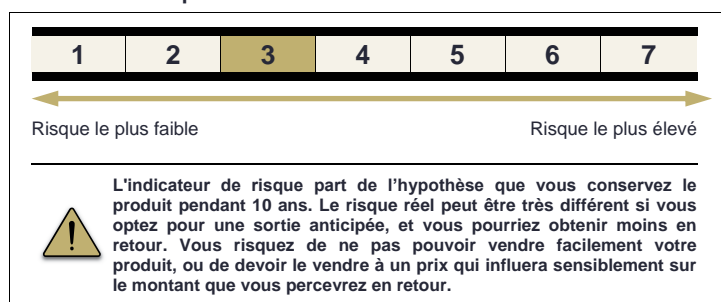 1 2 3 4 5 6 7
Risque le plus faible Risque le plus élevé
L'indicateur de risque part de l’hypothèse que vous conservez le
produit pendant 10 ans. Le risque réel peut être très différent si vous
optez pour une sortie anticipée, et vous pourriez obtenir moins en
retour. Vous risquez de ne pas pouvoir vendre facilement votre
produit, ou de devoir le vendre à un prix qui influera sensiblement sur
le montant que vous percevrez en retour.